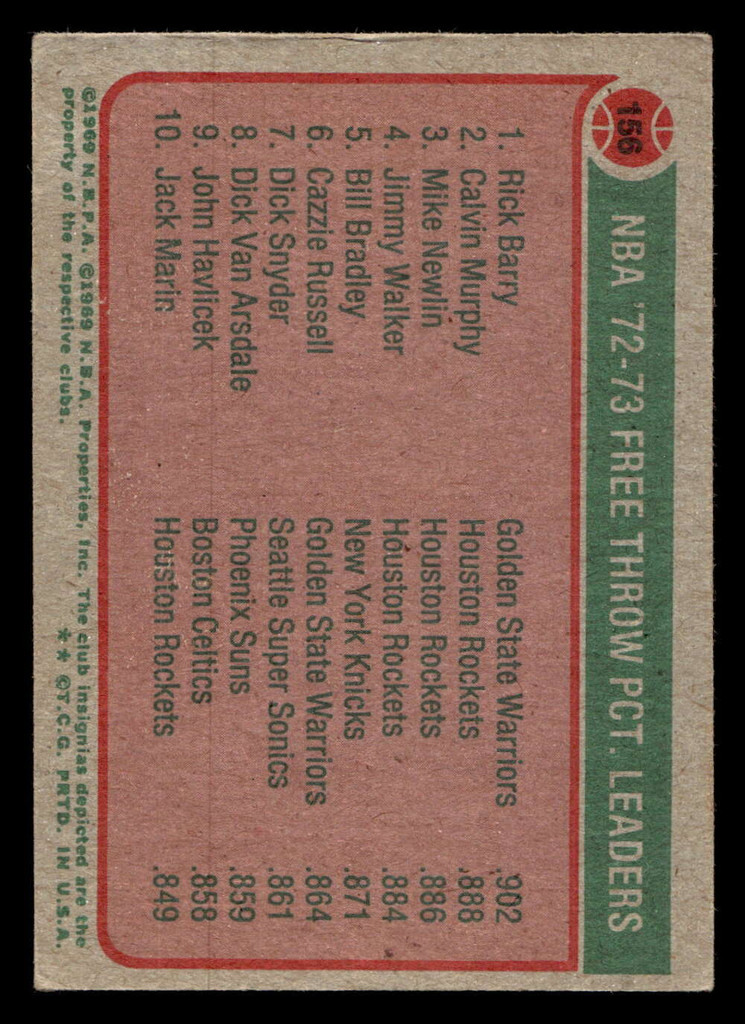 156
NBA '72-73 FREE THROW PCT. LEADERS
1. Rick Barry Golden State Warriors .902
2. Calvin Murphy Houston Rockets .888
3. Mike Newlin Houston Rockets .886
4. Jimmy Walker Houston Rockets .884
5. Bill Bradley New York Knicks .871
6. Cazzie Russell Golden State Warriors .864
7. Dick Snyder Seattle Super Sonics .861
8. Dick Van Arsdale Phoenix Suns .859
9. John Havlicek Boston Celtics .858
10. Jack Marin Houston Rockets .849
©1969 N.B.P.A. ©1969 N.B.A. Properties, Inc. The club insignias depicted are the
property of the respective clubs. ** ©T.C.G. PRTD. IN U.S.A.